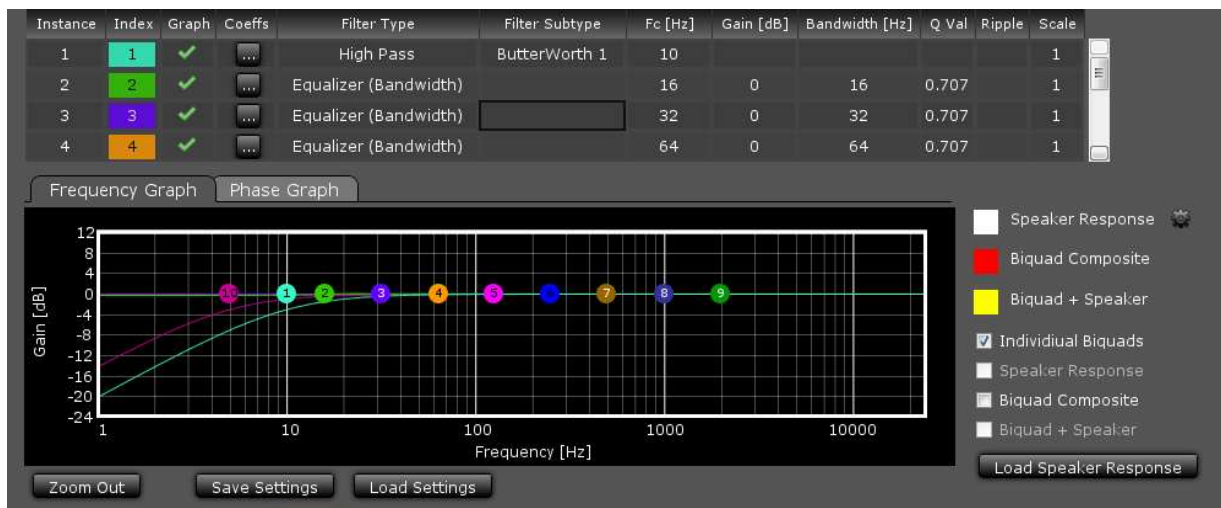 Instance Index Graph Coeffs Filter Type Filter Subtype Fc [Hz] Gain [dB] Bandwidth [Hz] Q Val Ripple Scale
1 1 ... High Pass ButterWorth 1 10 1
2 2 ... Equalizer (Bandwidth) 16 0 16 0.707 1
3 3 ... Equalizer (Bandwidth) 32 0 32 0.707 1
4 4 ... Equalizer (Bandwidth) 64 0 64 0.707 1
Frequency Graph Phase Graph
Speaker Response
Biquad Composite
Biquad + Speaker
Individiual Biquads
Speaker Response
Biquad Composite
Biquad + Speaker
Load Speaker Response
Gain [dB]
12
8
4
0
-4
-8
-12
-16
-20
-24
10 1 2 3 4 5 7 8 9
1 10 100 1000 10000
Frequency [Hz]
Zoom Out Save Settings Load Settings